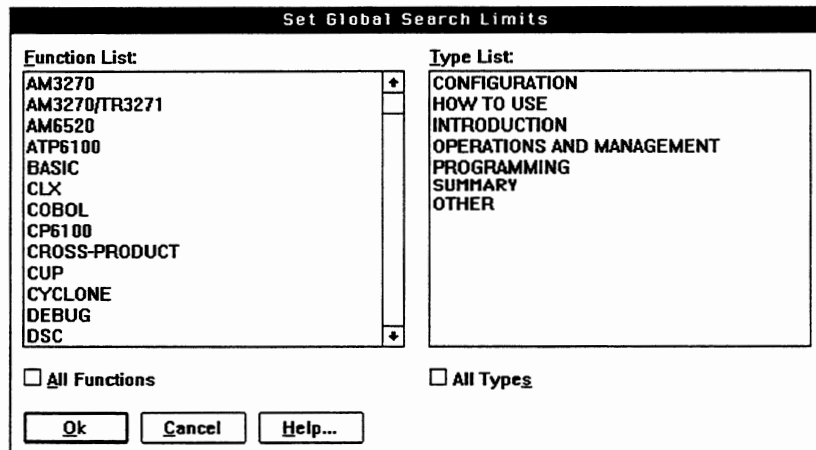 Set Global Search Limits
Function List:
AM3270
AM3270/TR3271
AM6520
ATP6100
BASIC
CLX
COBOL
CP6100
CROSS-PRODUCT
CUP
CYCLONE
DEBUG
DSC
All Functions
Type List:
CONFIGURATION
HOW TO USE
INTRODUCTION
OPERATIONS AND MANAGEMENT
PROGRAMMING
SUMMARY
OTHER
All Types
Ok
Cancel
Help...